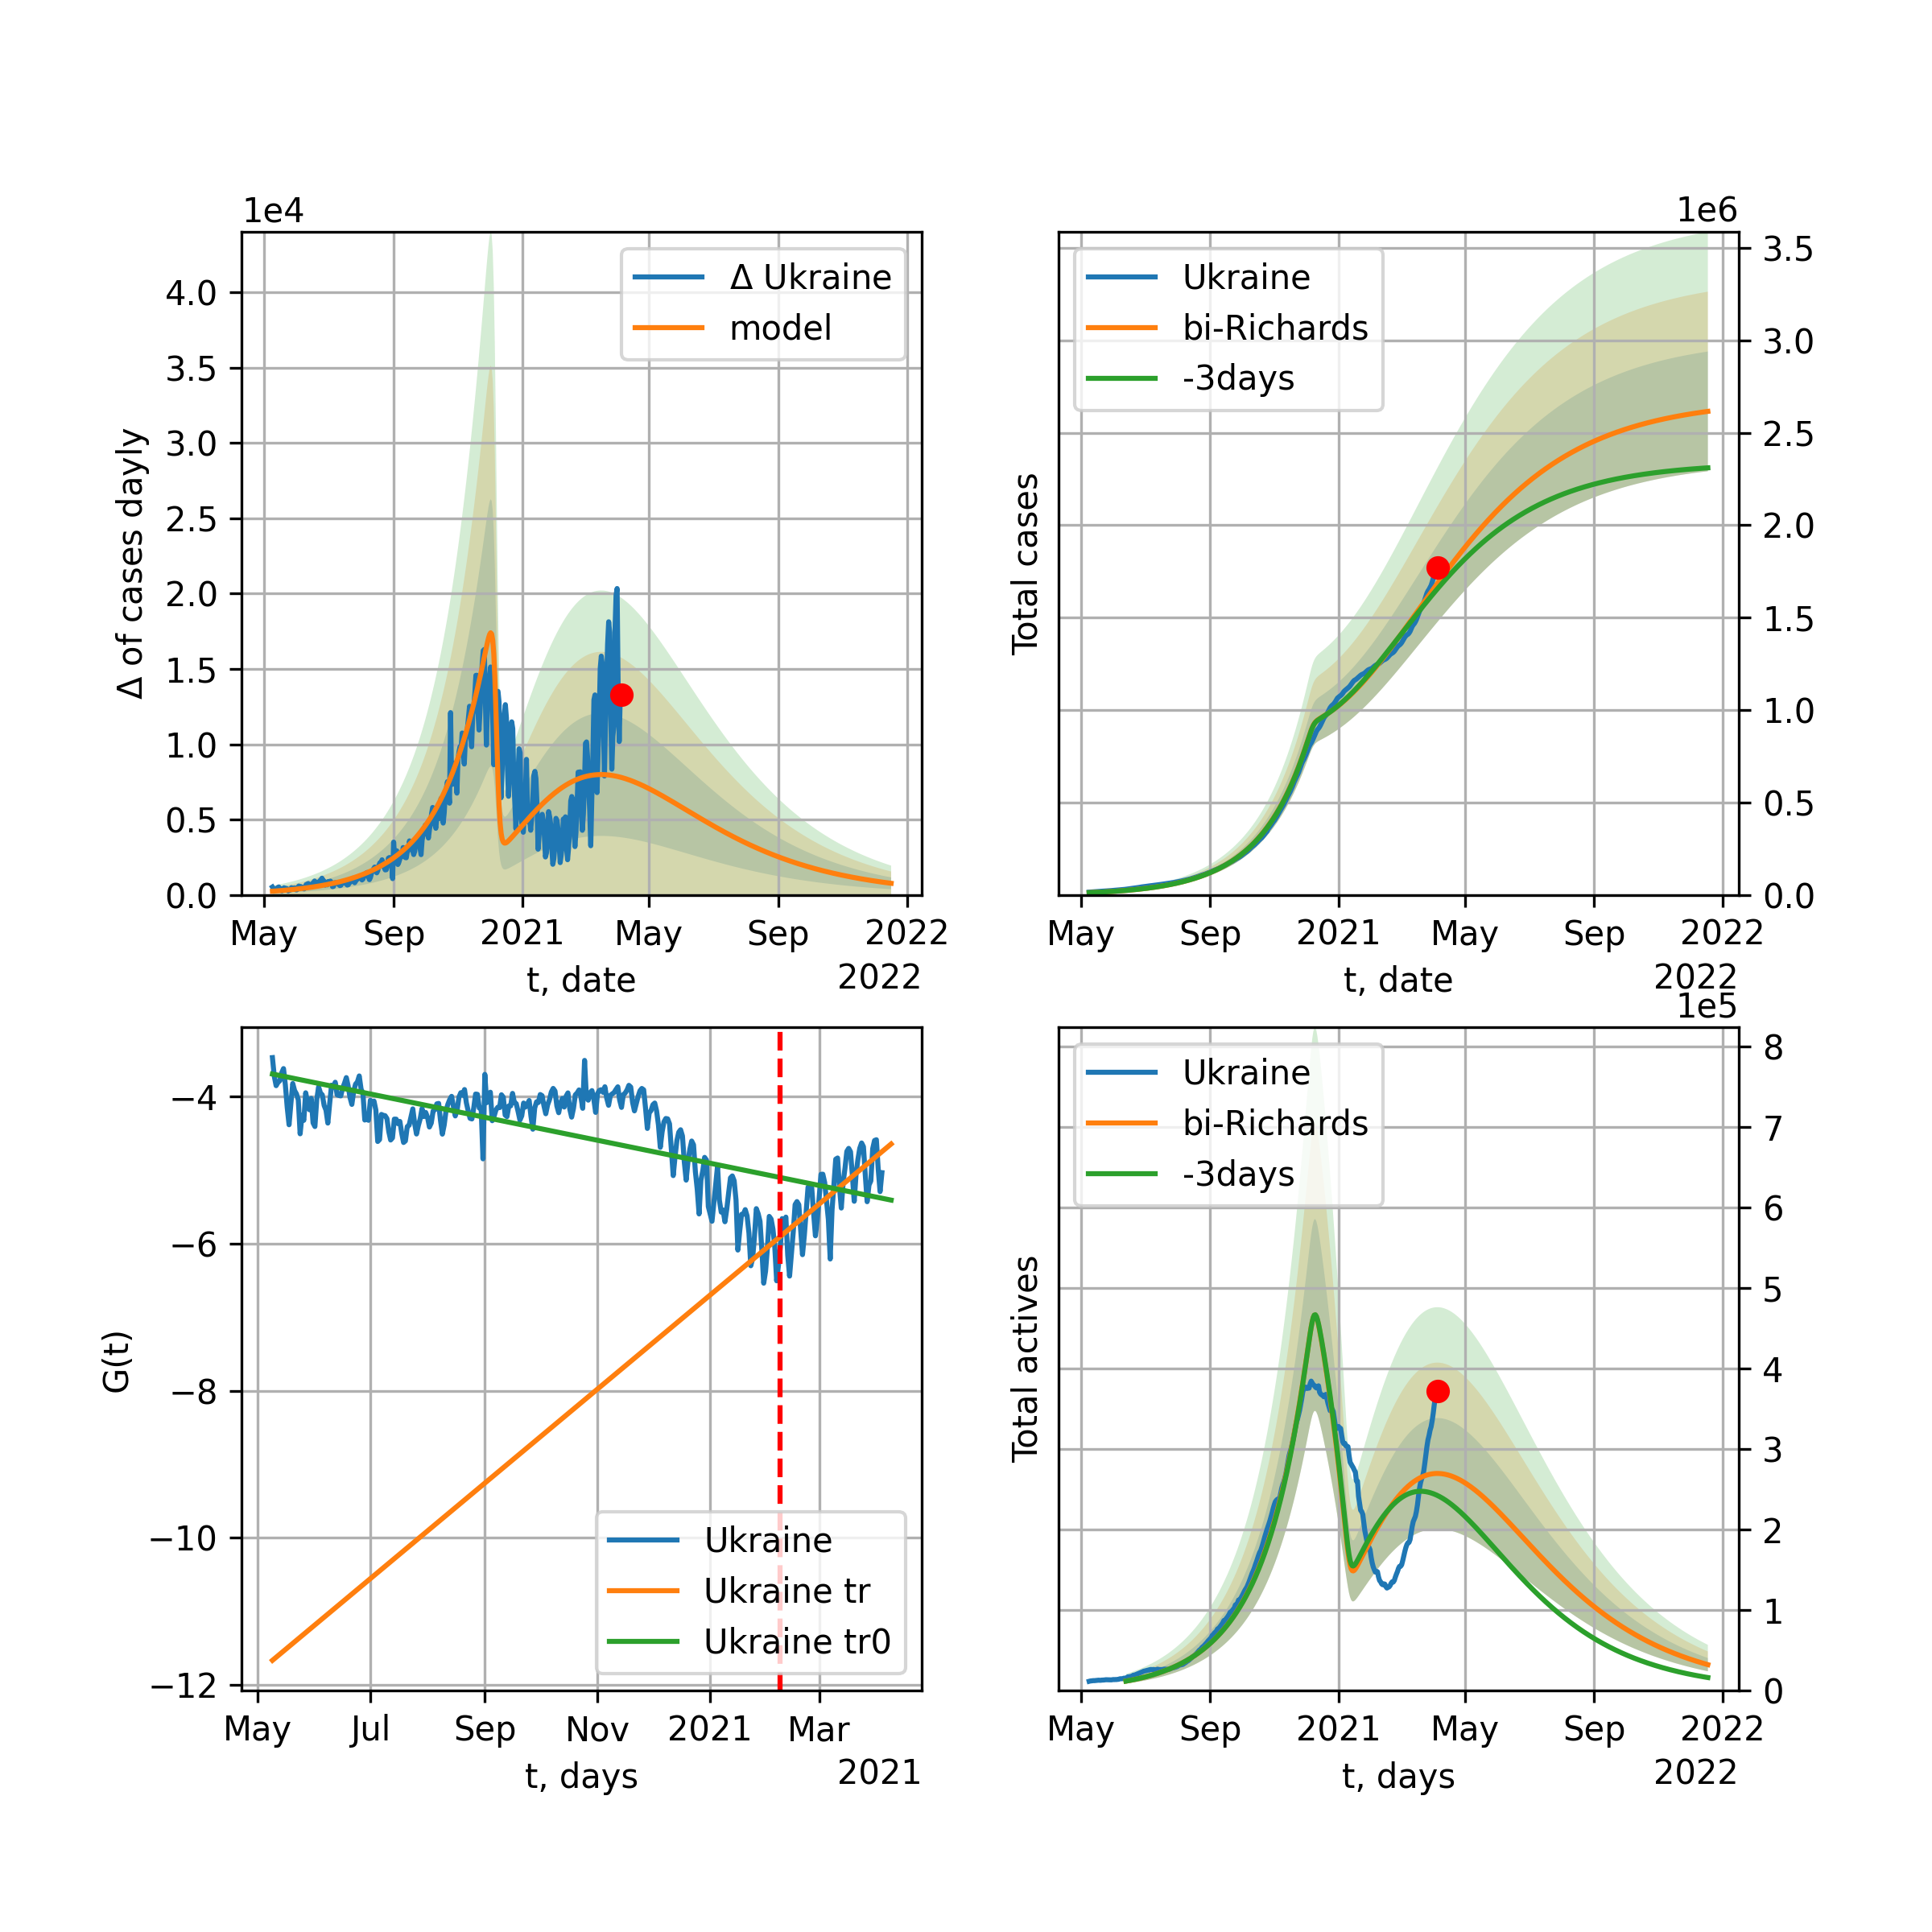 1e4
Δ of cases dayly
4.0
3.5
3.0
2.5
2.0
1.5
1.0
0.5
0.0
Δ Ukraine
model
May Sep 2021 May Sep 2022
t, date
2022
1e6
Total cases
Ukraine
bi-Richards
-3days
3.5
3.0
2.5
2.0
1.5
1.0
0.5
0.0
May Sep 2021 May Sep 2022
t, date
2022
G(t)
−4
−6
−8
−10
−12
Ukraine
Ukraine tr
Ukraine tr0
May Jul Sep Nov 2021 Mar
t, days
2021
1e5
Total actives
Ukraine
bi-Richards
-3days
8
7
6
5
4
3
2
1
0
May Sep 2021 May Sep 2022
t, days
2022